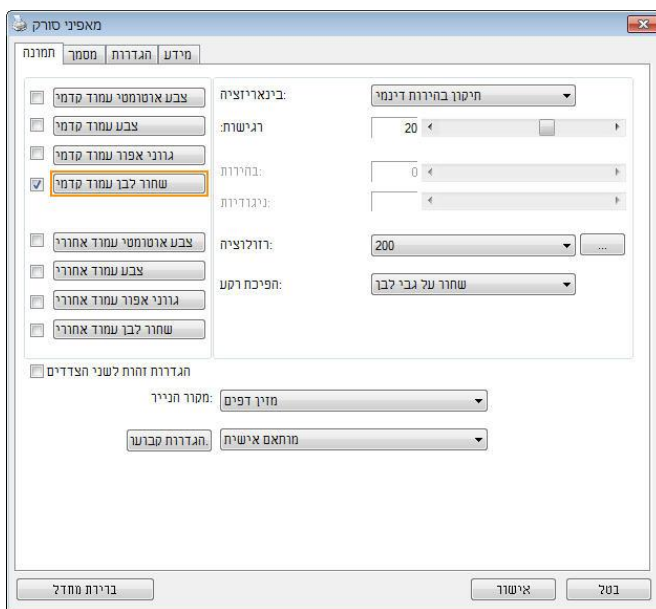 מאפיני סורק
תמונה מסמך הגדרות מידע
צבע אוטומטי עמוד קדמי
צבע עמוד קדמי
גווני אפור עמוד קדמי
שחור לבן עמוד קדמי
צבע אוטומטי עמוד אחורי
צבע עמוד אחורי
גווני אפור עמוד אחורי
שחור לבן עמוד אחורי
בינאריזציה: תיקון בהירות דינמי
רגישות: 20
בהירות: 0
ניגודיות:
רזולוציה: 200 ...
הפיכת רקע: שחור על גבי לבן
הגדרות זהות לשני הצדדים
מקור הנייר: מזין דפים
הגדרות קבוער. מותאם אישית
ברירת מחדל אישור בטל